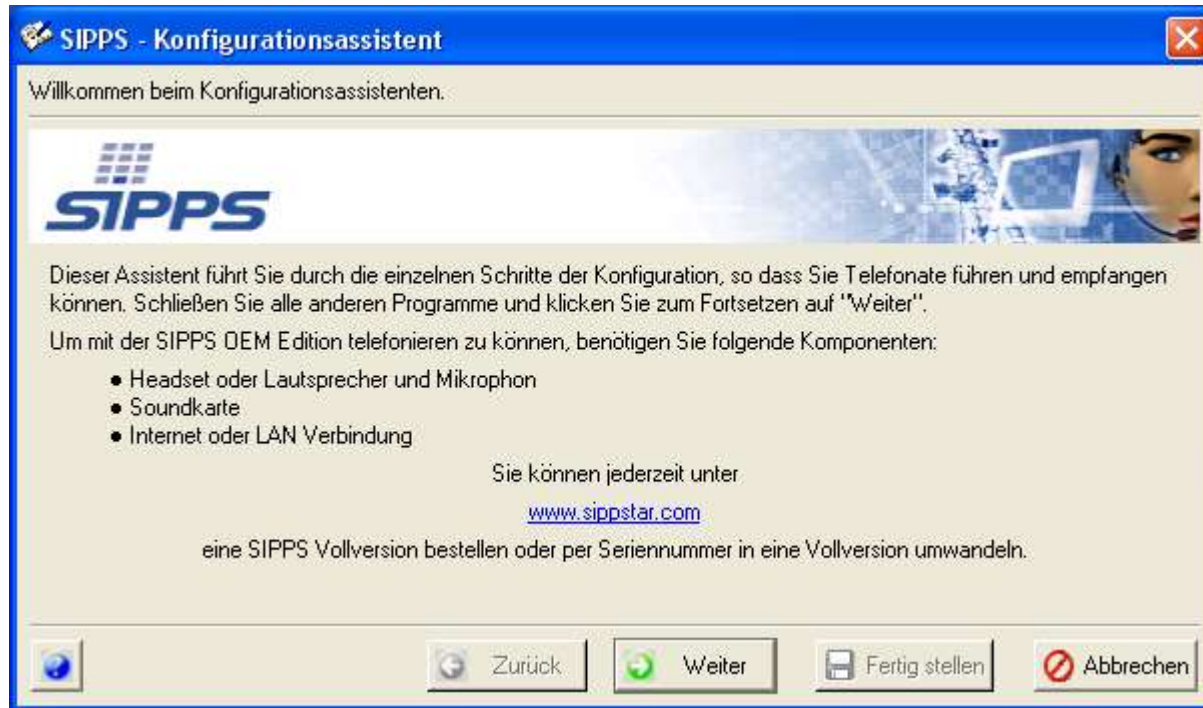 SIPPS - Konfigurationsassistent
Willkommen beim Konfigurationsassistenten.
SIPPS
Dieser Assistent führt Sie durch die einzelnen Schritte der Konfiguration, so dass Sie Telefonate führen und empfangen
können. Schließen Sie alle anderen Programme und klicken Sie zum Fortsetzen auf "Weiter".
Um mit der SIPPS OEM Edition telefonieren zu können, benötigen Sie folgende Komponenten:
● Headset oder Lautsprecher und Mikrophon
● Soundkarte
● Internet oder LAN Verbindung
Sie können jederzeit unter
www.sippstar.com
eine SIPPS Vollversion bestellen oder per Seriennummer in eine Vollversion umwandeln.
Zurück Weiter Fertig stellen Abbrechen